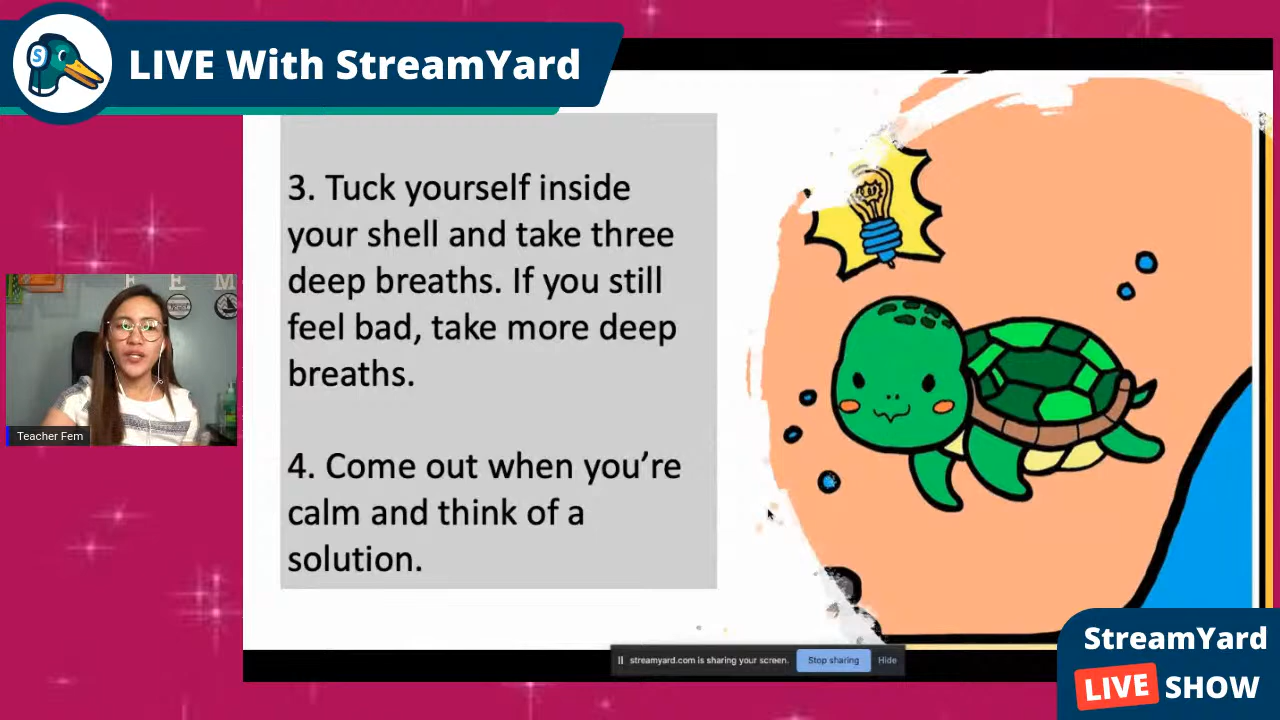 LIVE With StreamYard
S
3. Tuck yourself inside
your shell and take three
deep breaths. If you still
feel bad, take more deep
breaths.
4. Come out when you’re
calm and think of a
solution.
F E M
Teacher Fem
streamyard.com is sharing your screen.
Stop sharing
Hide
StreamYard
LIVE SHOW